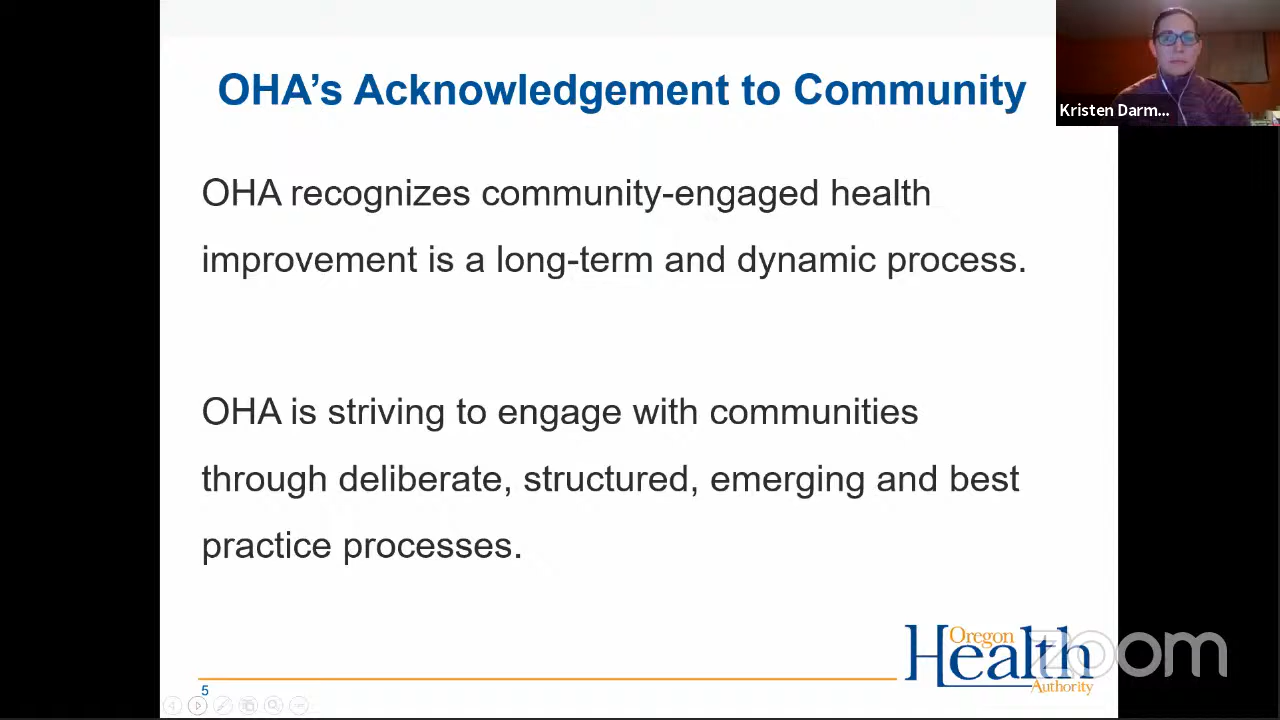 OHA's Acknowledgement to Community
Kristen Darm...
OHA recognizes community-engaged health
improvement is a long-term and dynamic process.
OHA is striving to engage with communities
through deliberate, structured, emerging and best
practice processes.
Oregon
Health
Authority
zoom
5